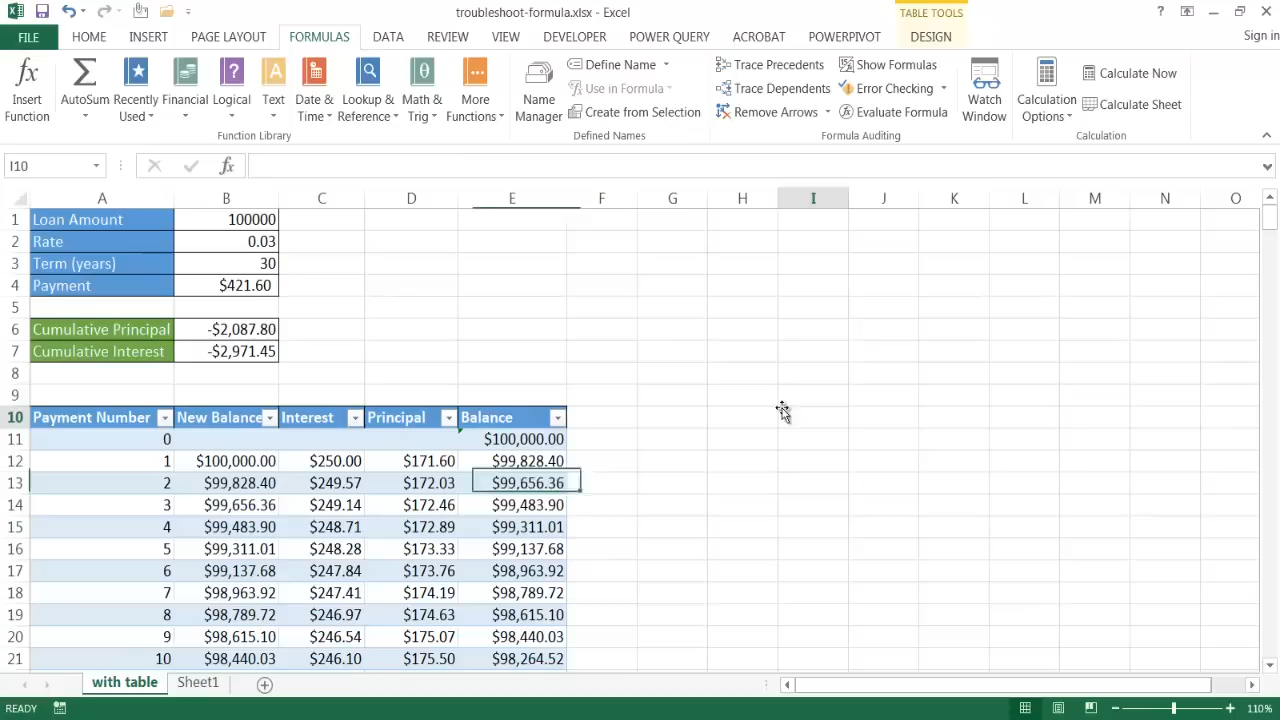 troubleshoot-formula.xlsx - Excel
TABLE TOOLS
?
FILE HOME INSERT PAGE LAYOUT FORMULAS DATA REVIEW VIEW DEVELOPER POWER QUERY ACROBAT POWERPIVOT DESIGN Sign in
Insert Function
AutoSum
Recently Used
Financial
Logical
Text
Date & Time
Lookup & Reference
Math & Trig
More Functions
Function Library
Name Manager
Define Name
Use in Formula
Create from Selection
Defined Names
Trace Precedents
Trace Dependents
Remove Arrows
Show Formulas
Error Checking
Evaluate Formula
Formula Auditing
Watch Window
Calculation Options
Calculate Now
Calculate Sheet
Calculation
I10 fx
A B C D E F G H I J K L M N O
1 Loan Amount 100000
2 Rate 0.03
3 Term (years) 30
4 Payment $421.60
5
6 Cumulative Principal -$2,087.80
7 Cumulative Interest -$2,971.45
8
9
10 Payment Number New Balance Interest Principal Balance
11 0 $100,000.00
12 1 $100,000.00 $250.00 $171.60 $99,828.40
13 2 $99,828.40 $249.57 $172.03 $99,656.36
14 3 $99,656.36 $249.14 $172.46 $99,483.90
15 4 $99,483.90 $248.71 $172.89 $99,311.01
16 5 $99,311.01 $248.28 $173.33 $99,137.68
17 6 $99,137.68 $247.84 $173.76 $98,963.92
18 7 $98,963.92 $247.41 $174.19 $98,789.72
19 8 $98,789.72 $246.97 $174.63 $98,615.10
20 9 $98,615.10 $246.54 $175.07 $98,440.03
21 10 $98,440.03 $246.10 $175.50 $98,264.52
with table Sheet1
READY 110%